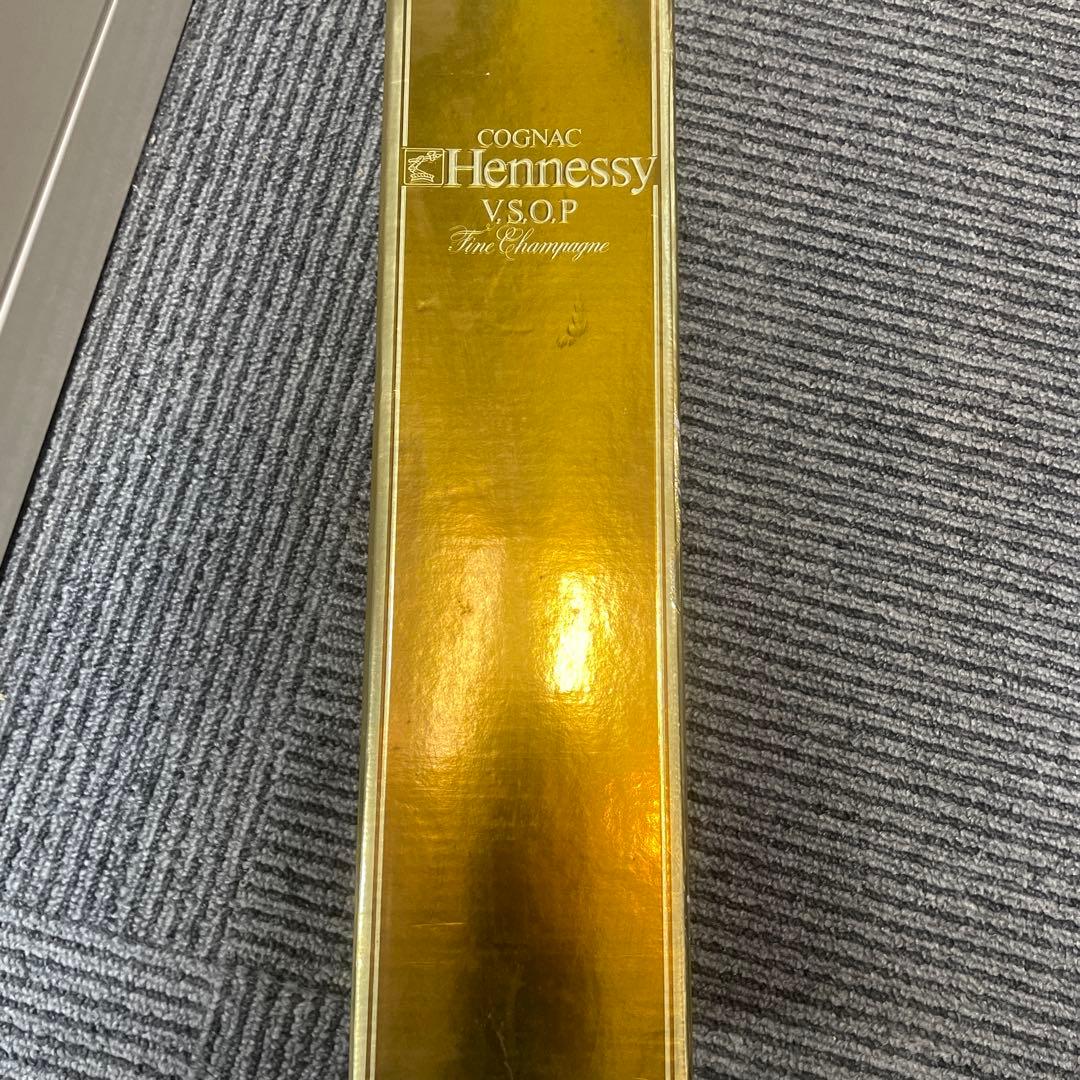 COGNAC
Hennessy
V.S.O.P
Fine Champagne